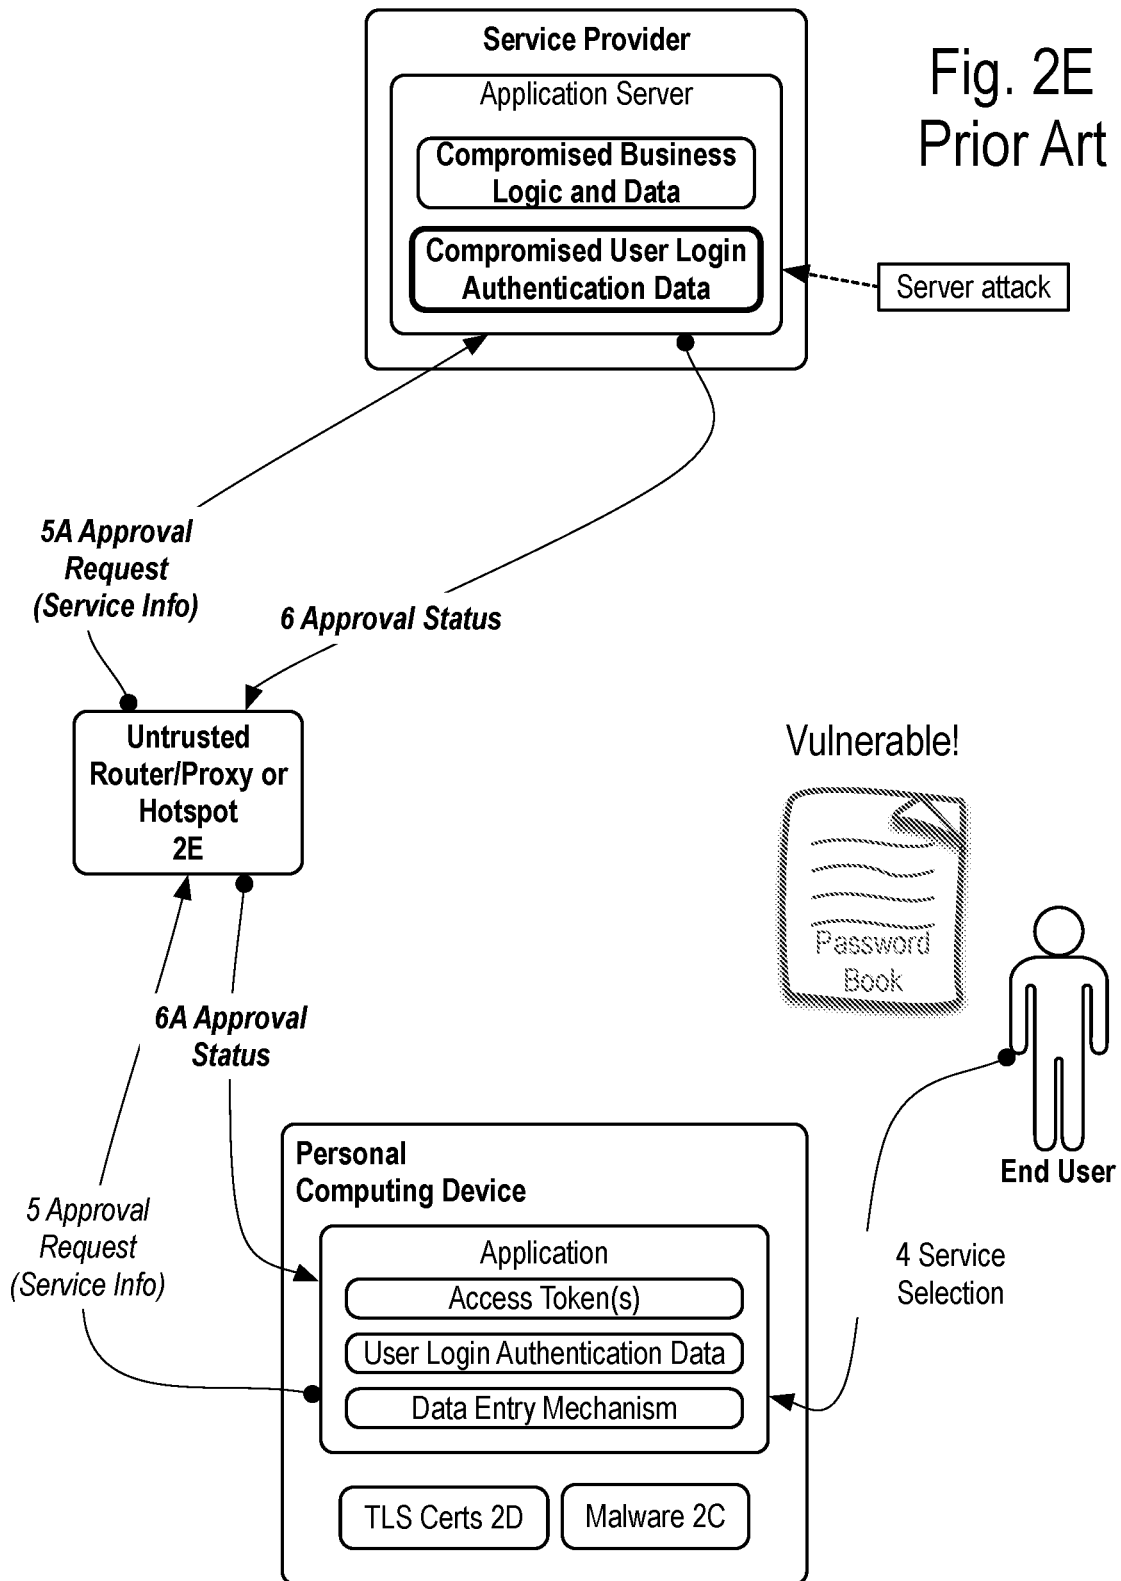 Service Provider
Fig. 2E
Prior Art
Application Server
Compromised Business
Logic and Data
Compromised User Login
Authentication Data
Server attack
5A Approval
Request
(Service Info)
6 Approval Status
Untrusted
Router/Proxy or
Hotspot
2E
Vulnerable!
Password
Book
6A Approval
Status
End User
Personal
Computing Device
5 Approval
Request
(Service Info)
Application
Access Token(s)
User Login Authentication Data
Data Entry Mechanism
4 Service
Selection
TLS Certs 2D
Malware 2C